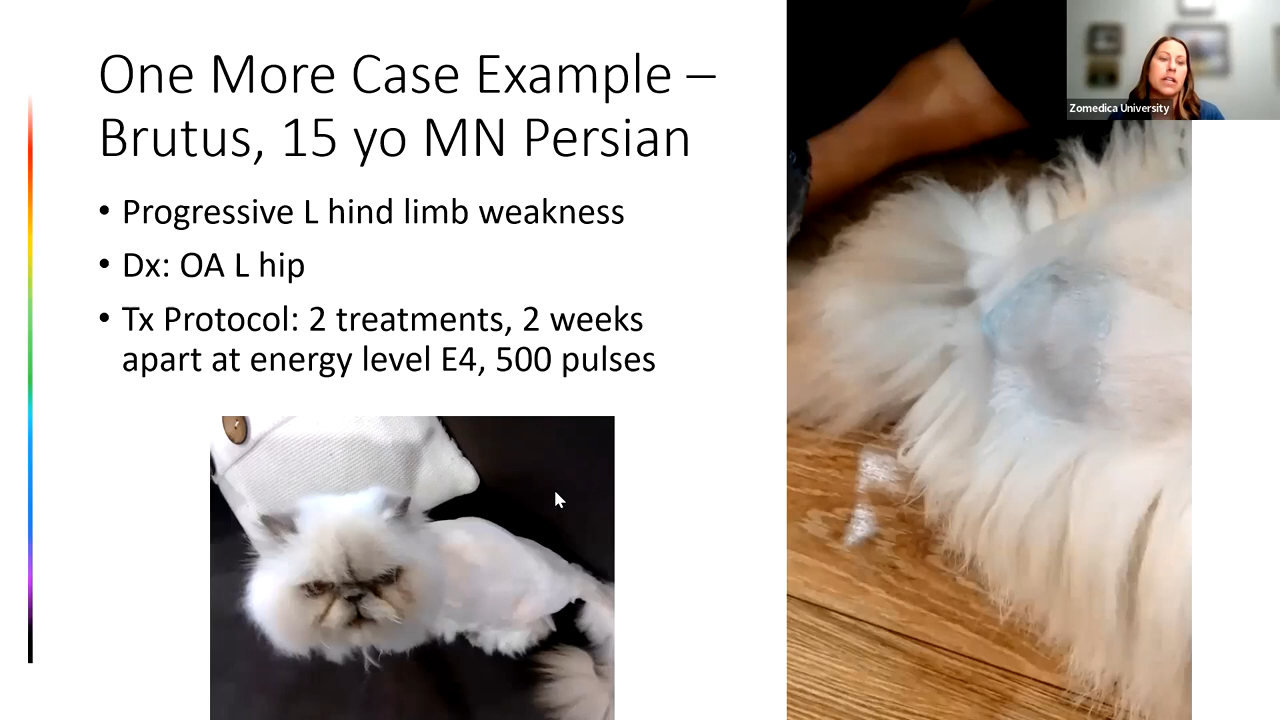 One More Case Example –
Brutus, 15 yo MN Persian
• Progressive L hind limb weakness
• Dx: OA L hip
• Tx Protocol: 2 treatments, 2 weeks
apart at energy level E4, 500 pulses
Zomedica University